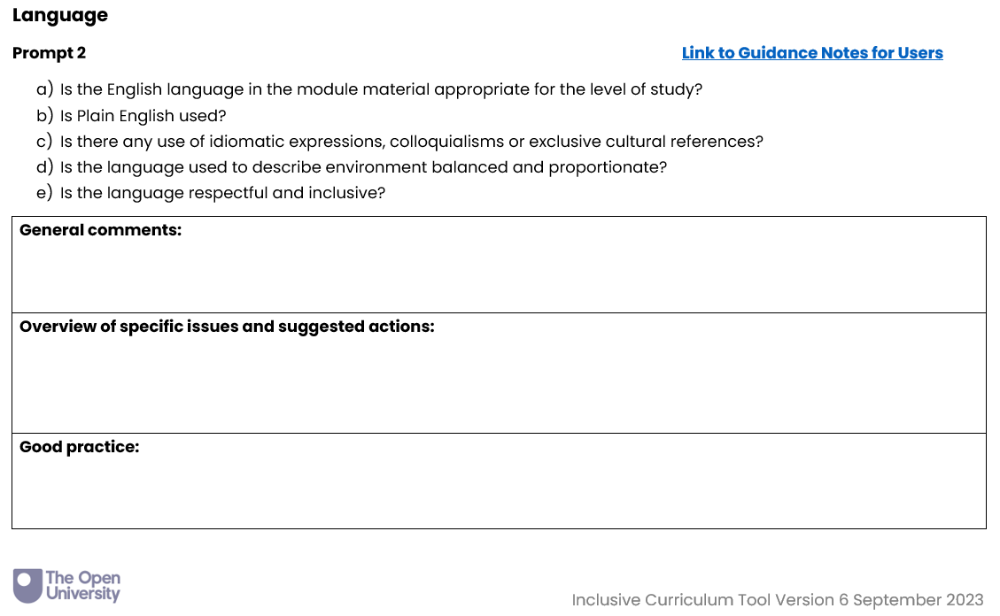 Language
Prompt 2
Link to Guidance Notes for Users
a) Is the English language in the module material appropriate for the level of study?
b) Is Plain English used?
c) Is there any use of idiomatic expressions, colloquialisms or exclusive cultural references?
d) Is the language used to describe environment balanced and proportionate?
e) Is the language respectful and inclusive?
General comments:
Overview of specific issues and suggested actions:
Good practice:
The Open
University
Inclusive Curriculum Tool Version 6 September 2023